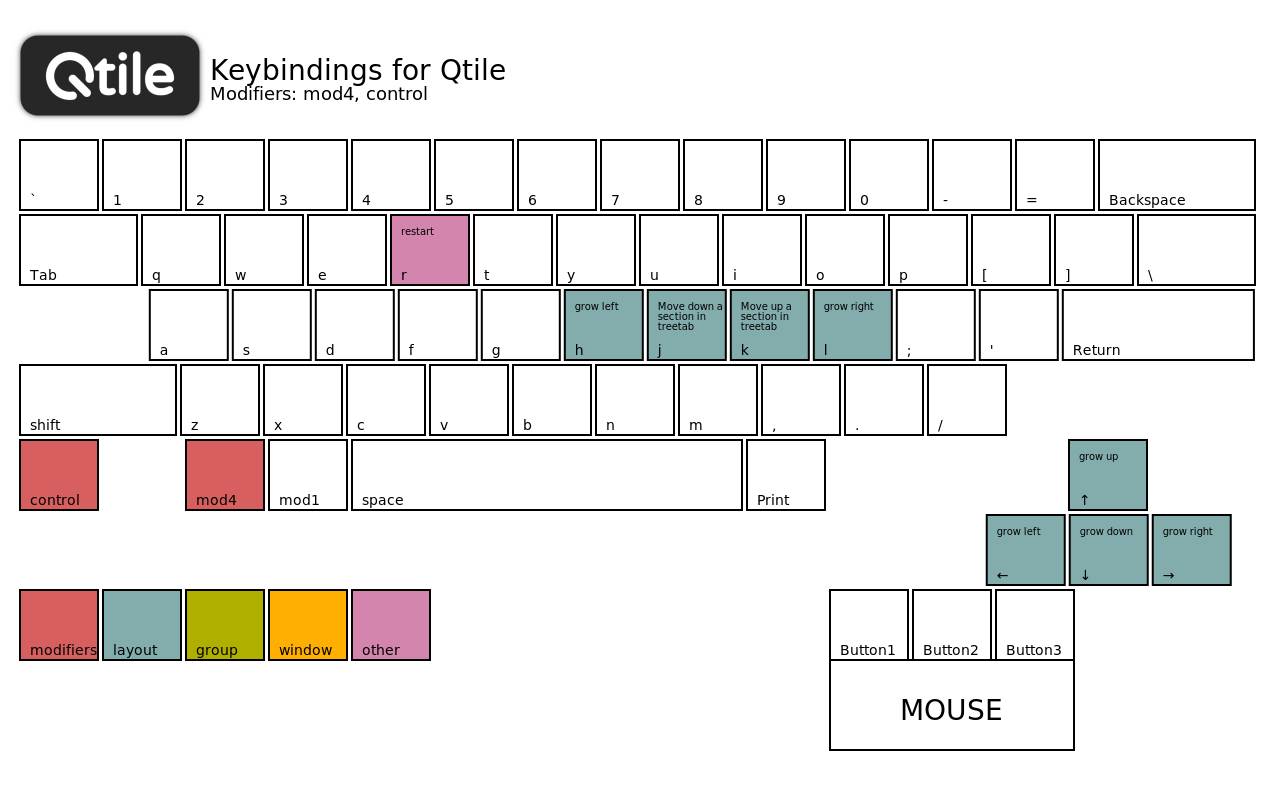 Qtile
Keybindings for Qtile
Modifiers: mod4, control
` 1 2 3 4 5 6 7 8 9 0 - = Backspace
restart
Tab q w e r t y u i o p [ ] \
grow left Move down a Move up a grow right
section in section in
treetab treetab
a s d f g h j k l ; ' Return
shift z x c v b n m , . /
grow up
control mod4 mod1 space Print ↑
grow left grow down grow right
← ↓ →
modifiers layout group window other Button1 Button2 Button3
MOUSE